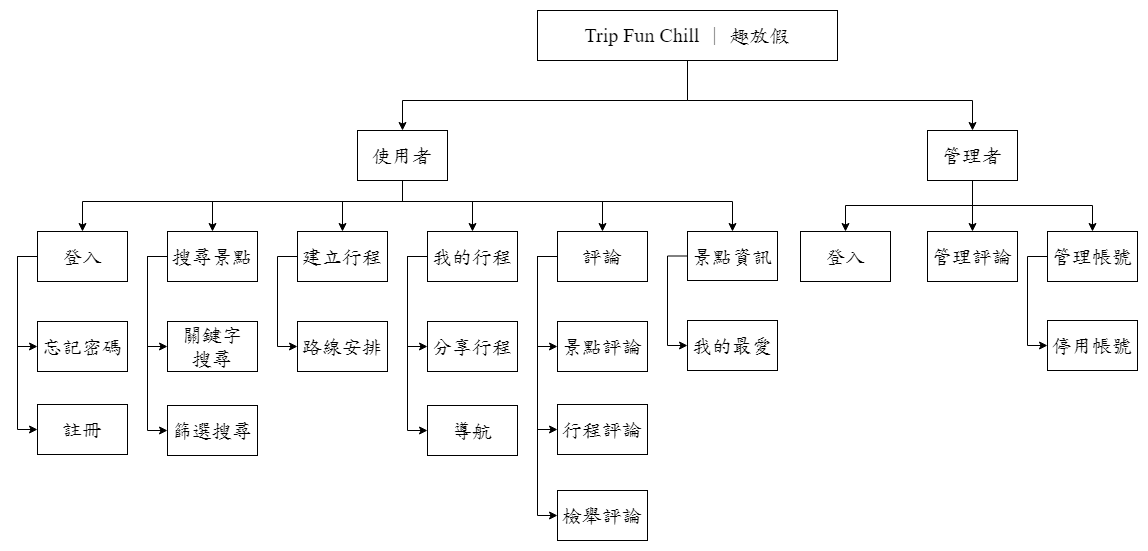 Trip Fun Chill ｜ 趣放假
使用者
管理者
登入
搜尋景點
建立行程
我的行程
評論
景點資訊
登入
管理評論
管理帳號
忘記密碼
關鍵字
搜尋
路線安排
分享行程
景點評論
我的最愛
停用帳號
註冊
篩選搜尋
導航
行程評論
檢舉評論